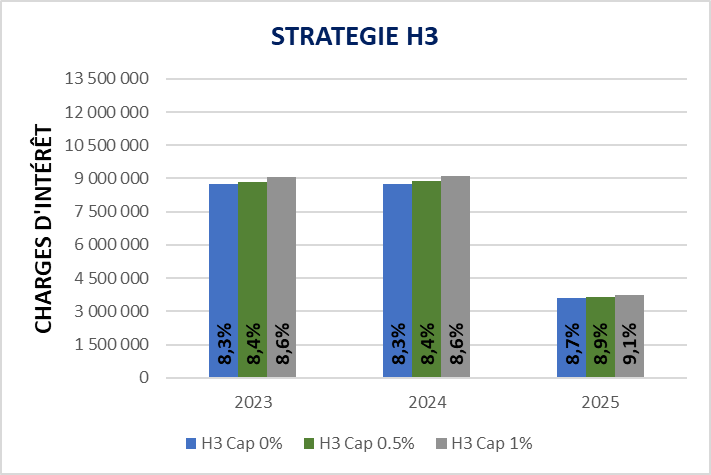 STRATEGIE H3
CHARGES D'INTÉRÊT
13 500 000
12 000 000
10 500 000
9 000 000
7 500 000
6 000 000
4 500 000
3 000 000
1 500 000
0
8,3%
8,4%
8,6%
8,3%
8,4%
8,6%
8,7%
8,9%
9,1%
2023
2024
2025
H3 Cap 0%
H3 Cap 0.5%
H3 Cap 1%